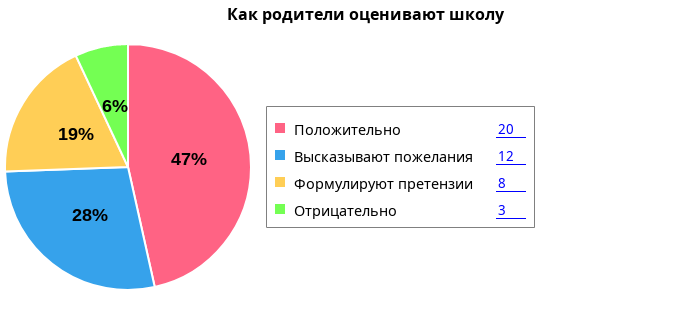 Как родители оценивают школу
6%
19%
47%
28%
Положительно 20
Высказывают пожелания 12
Формулируют претензии 8
Отрицательно 3